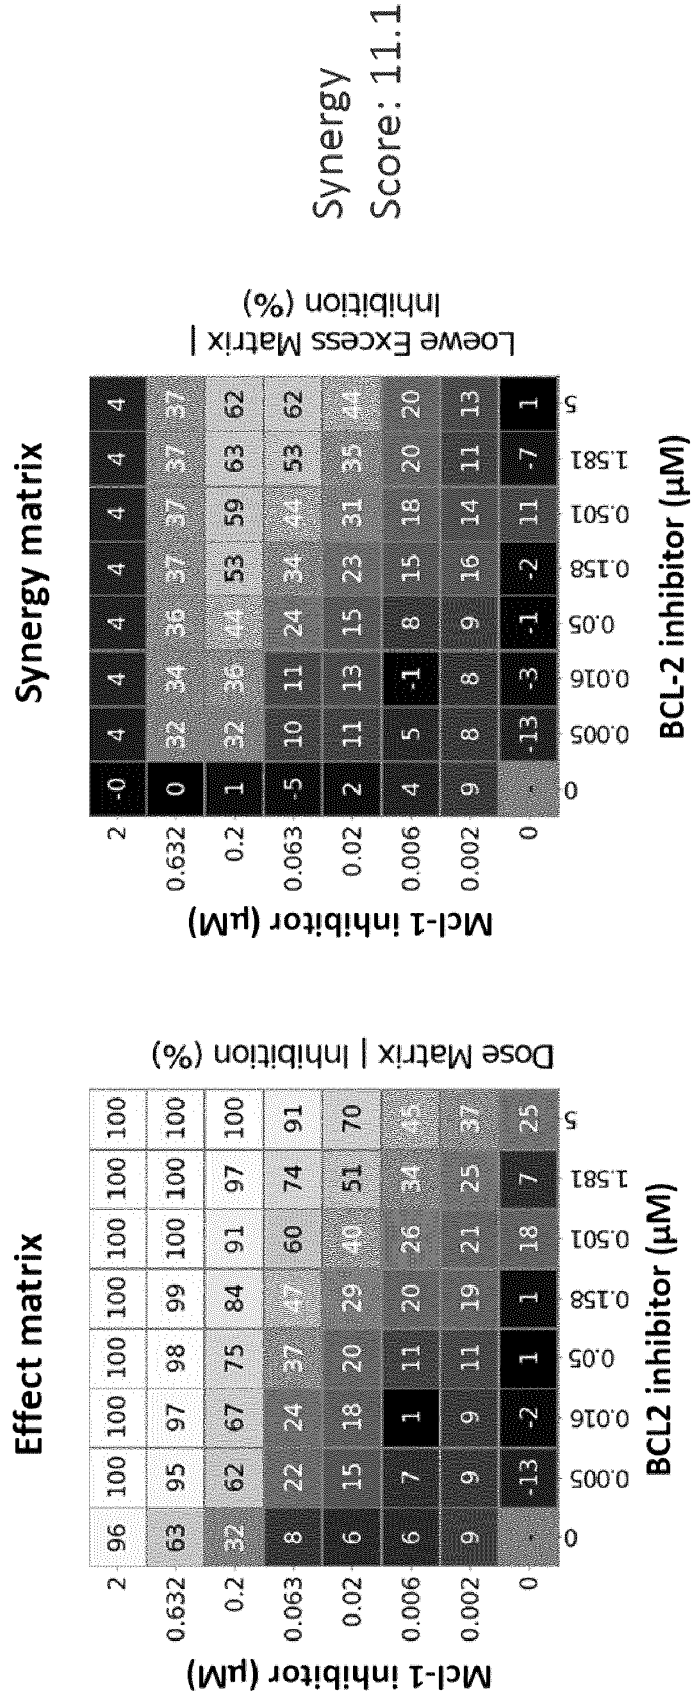 Effect matrix
Mcl-1 inhibitor (µM)
2 96 100 100 100 100 100 100 100
0.632 63 95 97 98 99 100 100 100
0.2 32 62 67 75 84 91 97 100
0.063 8 22 24 37 47 60 74 91
0.02 6 15 18 20 29 40 51 70
0.006 6 7 1 11 20 26 34 45
0.002 9 9 9 11 19 21 25 37
0 - -13 -2 1 1 18 7 25
0 0.005 0.016 0.05 0.158 0.501 1.581 5
BCL2 inhibitor (µM)
Dose Matrix | Inhibition (%)
Synergy matrix
Mcl-1 inhibitor (µM)
2 -0 4 4 4 4 4 4 4
0.632 0 32 34 36 37 37 37 37
0.2 1 32 36 44 53 59 63 62
0.063 -5 10 11 24 34 44 53 62
0.02 2 11 13 15 23 31 35 44
0.006 4 5 -1 8 15 18 20 20
0.002 9 8 8 9 16 14 11 13
0 - -13 -3 -1 -2 11 -7 1
0 0.005 0.016 0.05 0.158 0.501 1.581 5
BCL-2 inhibitor (µM)
Loewe Excess Matrix |
Inhibition (%)
Synergy
Score: 11.1